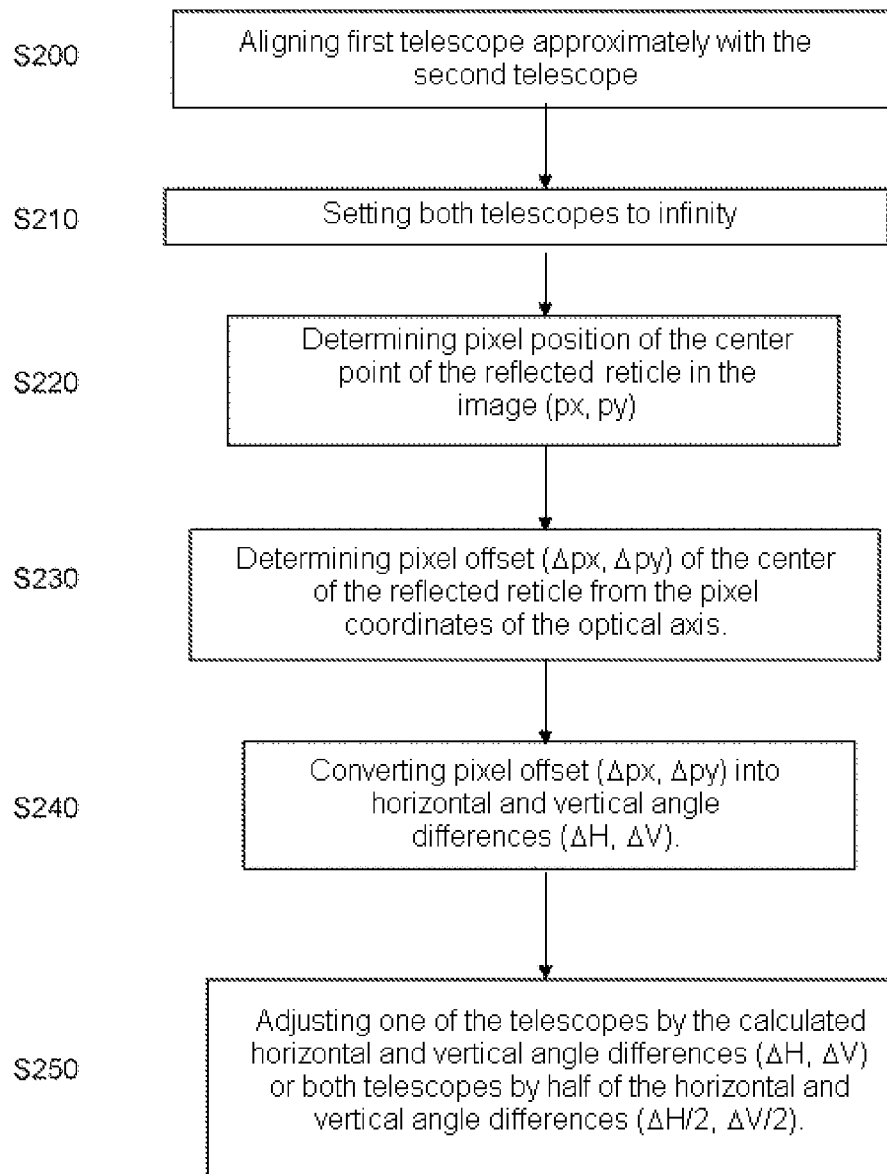 S200
Aligning first telescope approximately with the
second telescope
S210
Setting both telescopes to infinity
S220
Determining pixel position of the center
point of the reflected reticle in the
image (px, py)
S230
Determining pixel offset (Δpx, Δpy) of the center
of the reflected reticle from the pixel
coordinates of the optical axis.
S240
Converting pixel offset (Δpx, Δpy) into
horizontal and vertical angle
differences (ΔH, ΔV).
S250
Adjusting one of the telescopes by the calculated
horizontal and vertical angle differences (ΔH, ΔV)
or both telescopes by half of the horizontal and
vertical angle differences (ΔH/2, ΔV/2).